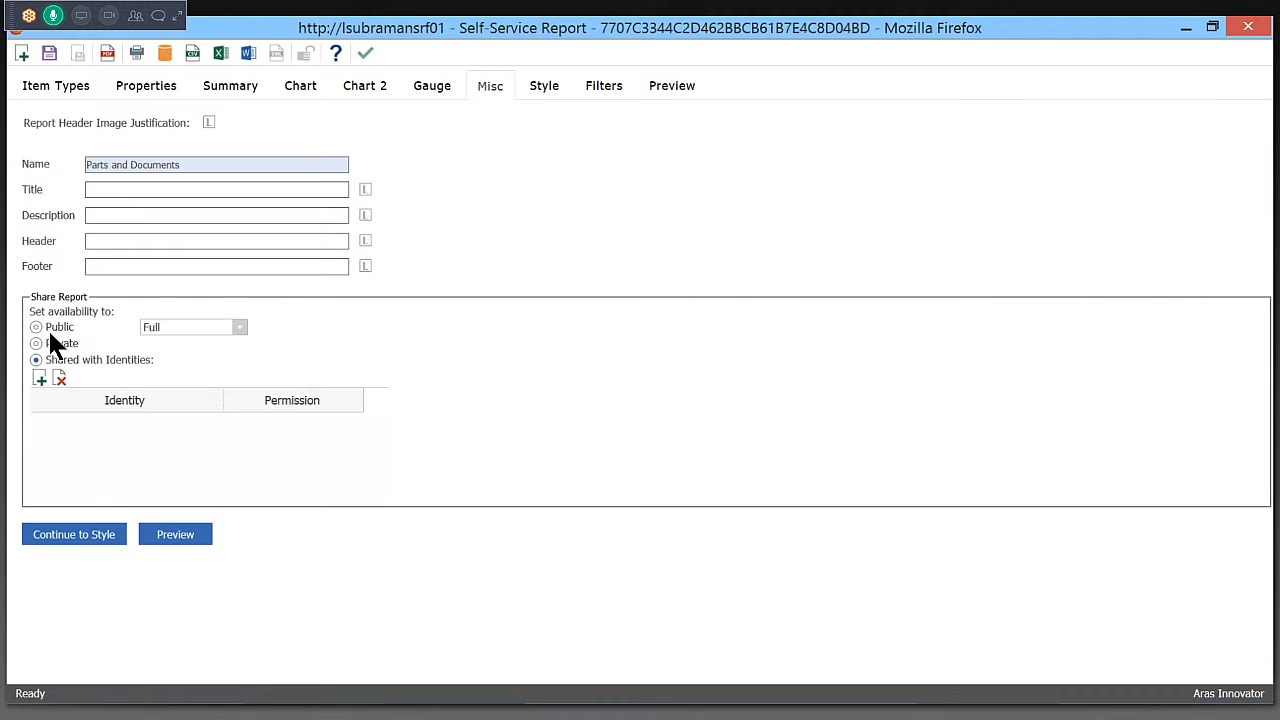 http://lsubramansrf01 - Self-Service Report - 7707C3344C2D462BBCB61B7E4C8D04BD - Mozilla Firefox
Item Types Properties Summary Chart Chart 2 Gauge Misc Style Filters Preview
Report Header Image Justification: L
Name Parts and Documents
Title L
Description L
Header L
Footer L
Share Report
Set availability to:
Public Full
Private
Shared with Identities:
Identity Permission
Continue to Style Preview
Ready Aras Innovator